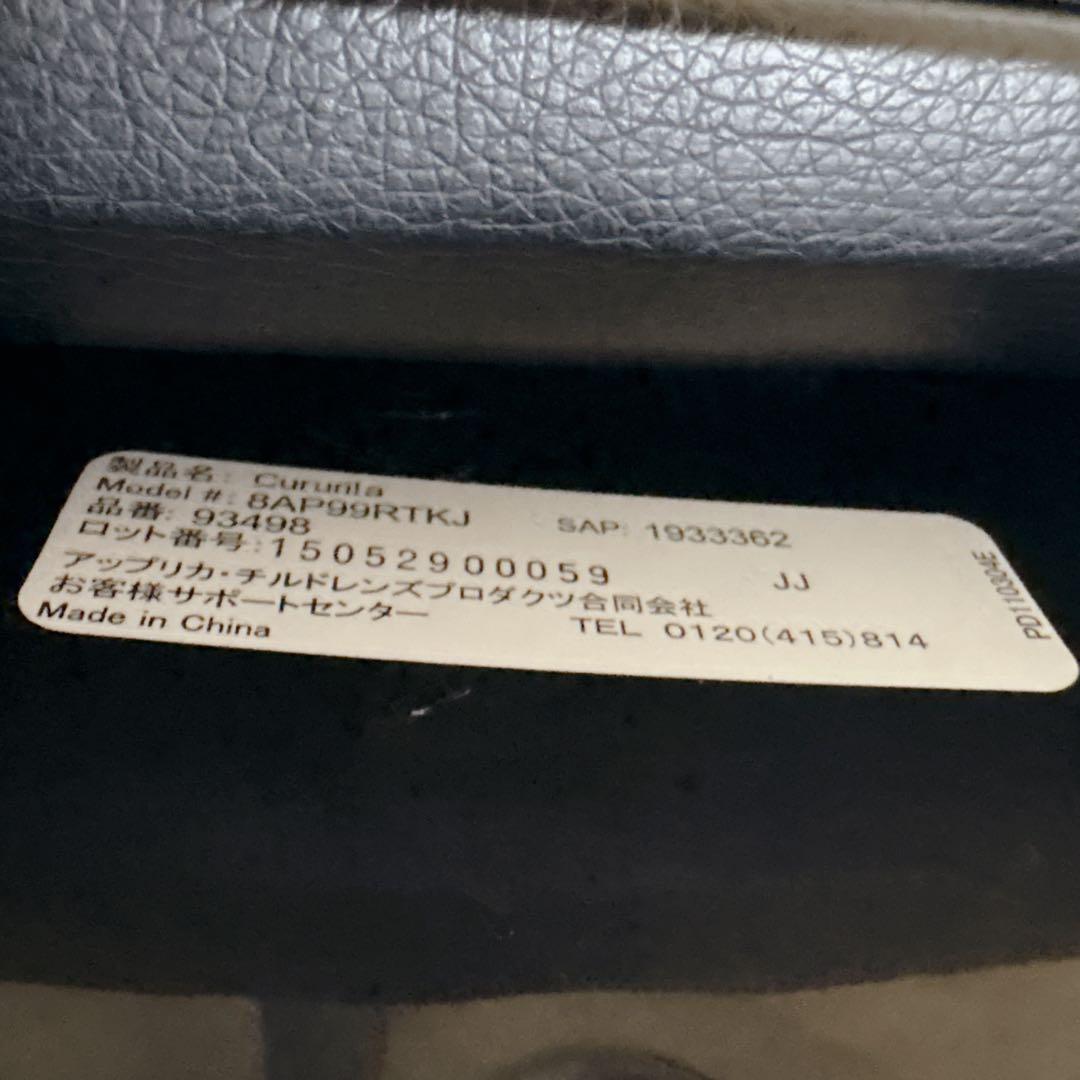 製品名: Cururila
Model #: 8AP99RTKJ
SAP: 1933362
品番: 93498
ロット番号:15052900059
JJ
アップリカ・チルドレンズプロダクツ合同会社
お客様サポートセンター
TEL 0120(415)814
Made in China
PD110304E